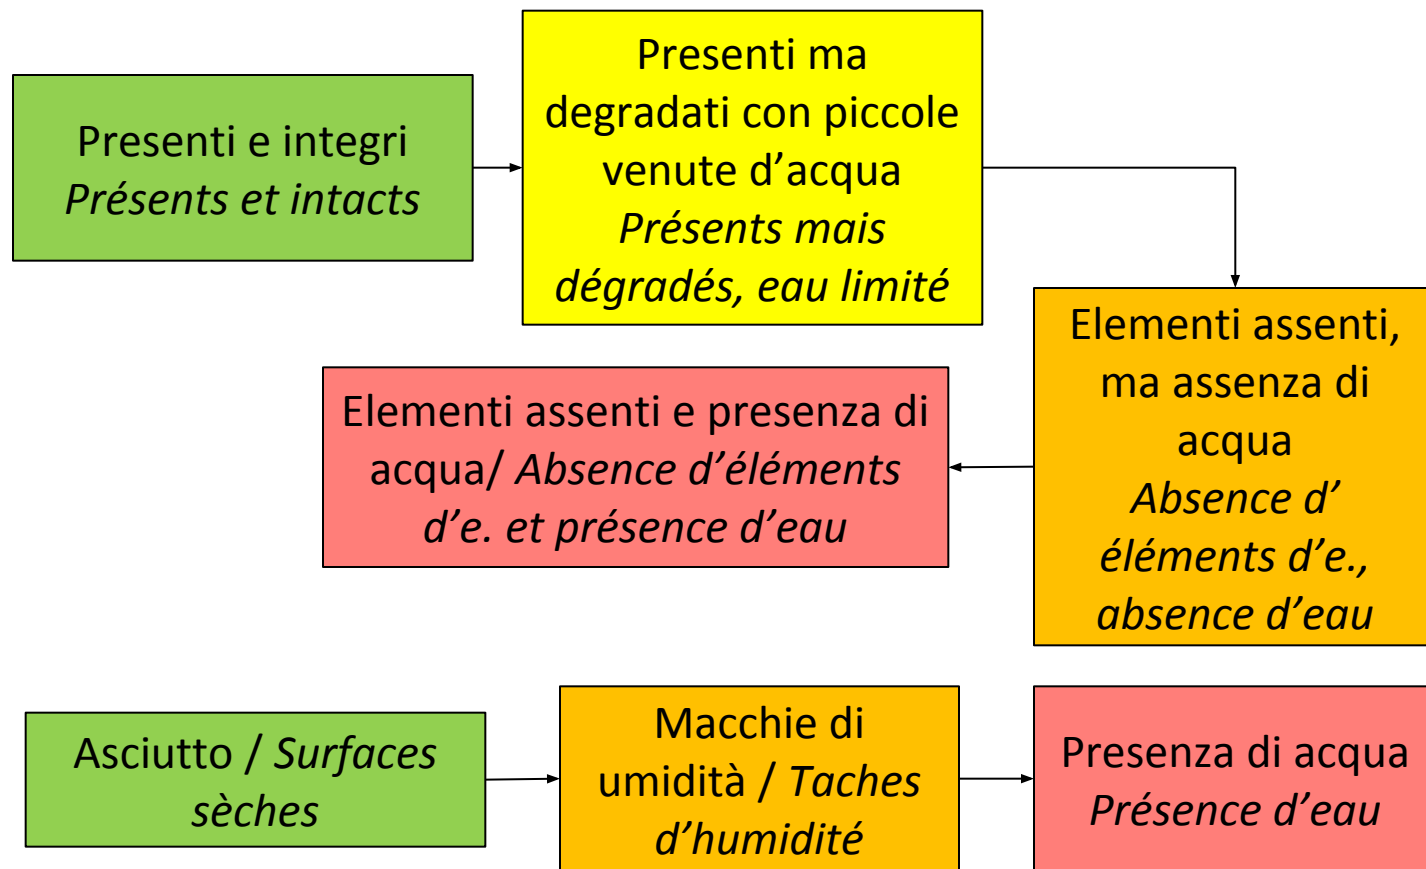 Presenti e integri
Présents et intacts
Presenti ma
degradati con piccole
venute d’acqua
Présents mais
dégradés, eau limité
Elementi assenti,
ma assenza di
acqua
Absence d’
éléments d’e.,
absence d’eau
Elementi assenti e presenza di
acqua/ Absence d’éléments
d’e. et présence d’eau
Asciutto / Surfaces
sèches
Macchie di
umidità / Taches
d’humidité
Presenza di acqua
Présence d’eau